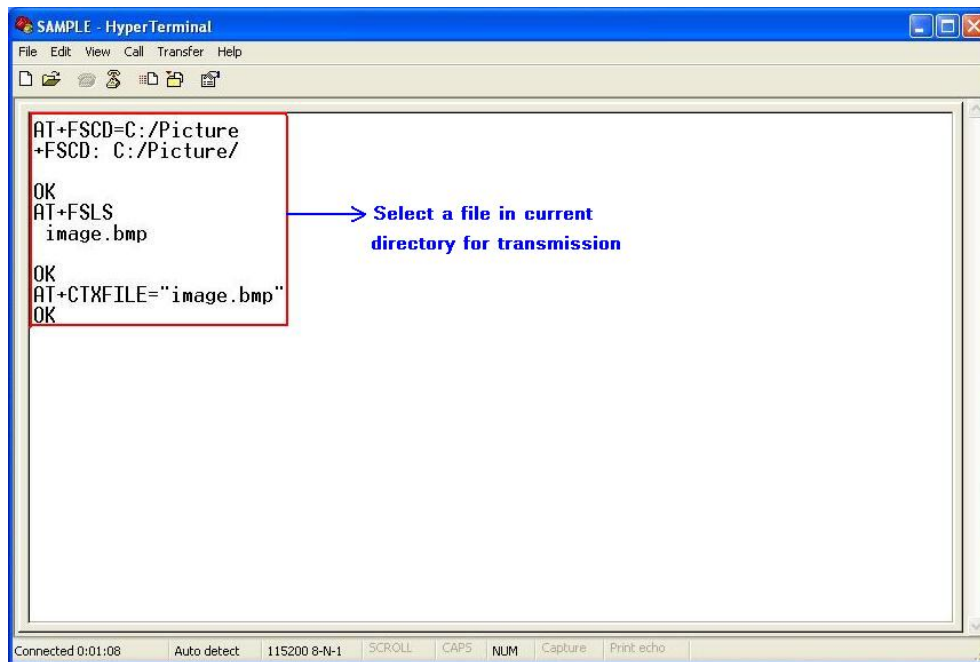 SAMPLE - HyperTerminal
File Edit View Call Transfer Help
AT+FSCD=C:/Picture
+FSCD: C:/Picture/
OK
AT+FSLS
image.bmp
OK
AT+CTXFILE="image.bmp"
OK
Select a file in current
directory for transmission
Connected 0:01:08 Auto detect 115200 8-N-1 SCROLL CAPS NUM Capture Print echo